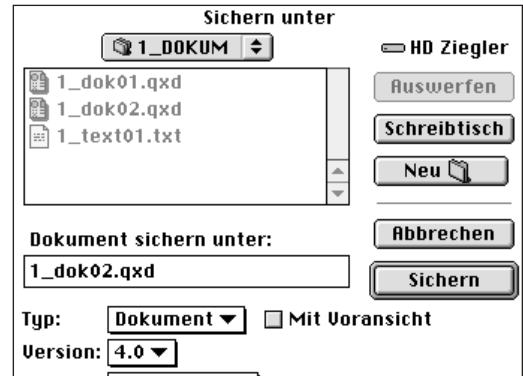 Sichern unter
1_DOKUM
HD Ziegler
1_dok01.qxd
1_dok02.qxd
1_text01.txt
Auswerfen
Schreibtisch
Neu
Dokument sichern unter:
1_dok02.qxd
Abbrechen
Sichern
Typ: Dokument Mit Voransicht
Version: 4.0